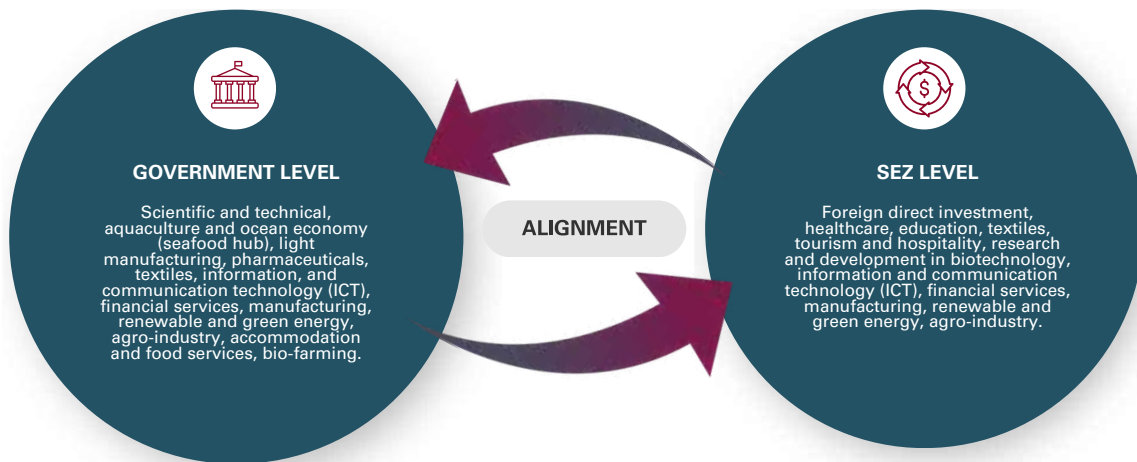 GOVERNMENT LEVEL
Scientific and technical,
aquaculture and ocean economy
(seafood hub), light
manufacturing, pharmaceuticals,
textiles, information, and
communication technology (ICT),
financial services, manufacturing,
renewable and green energy,
agro-industry, accommodation
and food services, bio-farming.
ALIGNMENT
$
SEZ LEVEL
Foreign direct investment,
healthcare, education, textiles,
tourism and hospitality, research
and development in biotechnology,
information and communication
technology (ICT), financial services,
manufacturing, renewable and
green energy, agro-industry.